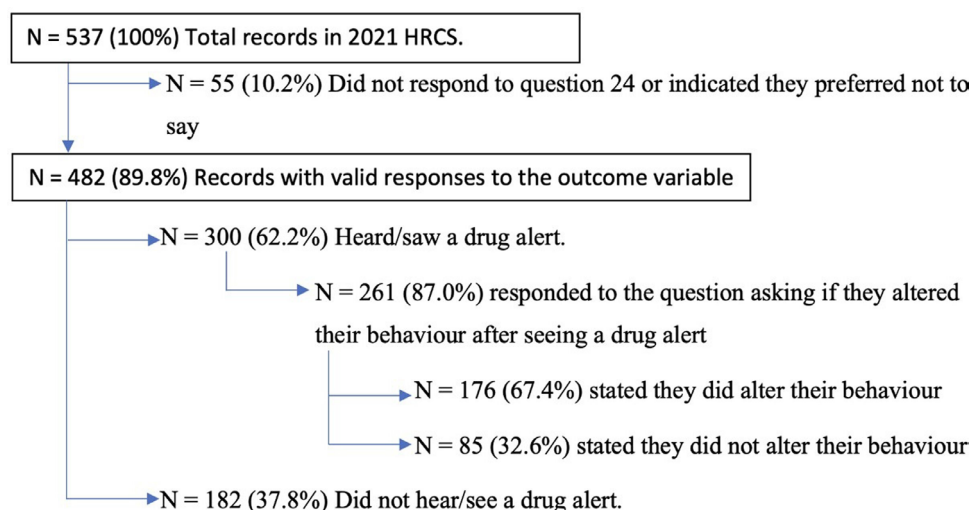 N = 537 (100%) Total records in 2021 HRCS.
N = 55 (10.2%) Did not respond to question 24 or indicated they preferred not to
say
N = 482 (89.8%) Records with valid responses to the outcome variable
N = 300 (62.2%) Heard/saw a drug alert.
N = 261 (87.0%) responded to the question asking if they altered
their behaviour after seeing a drug alert
N = 176 (67.4%) stated they did alter their behaviour
N = 85 (32.6%) stated they did not alter their behaviour
N = 182 (37.8%) Did not hear/see a drug alert.